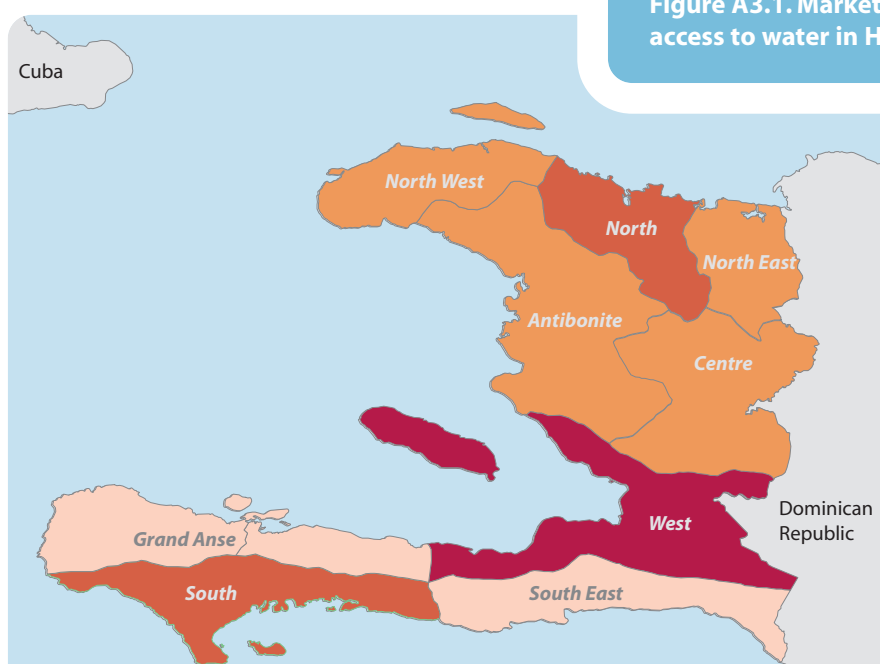 Figure A3.1. Market
access to water in H
Cuba
North West
North
North East
Antibonite
Centre
Dominican
Republic
West
Grand Anse
South
South East